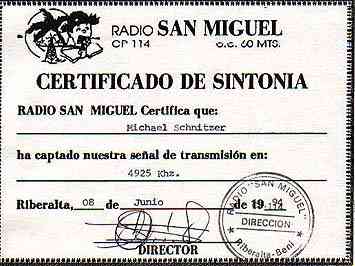 RADIO SAN MIGUEL
CP 114 o.c. 60 MTS.
CERTIFICADO DE SINTONIA
RADIO SAN MIGUEL Certifica que:
Michael Schnitzer
ha captado nuestra señal de transmisión en:
4925 Khz.
Riberalta, 08 de Junio de 19 94
RADIO "SAN MIGUEL"
DIRECCION
Riberalta-Beni
DIRECTOR